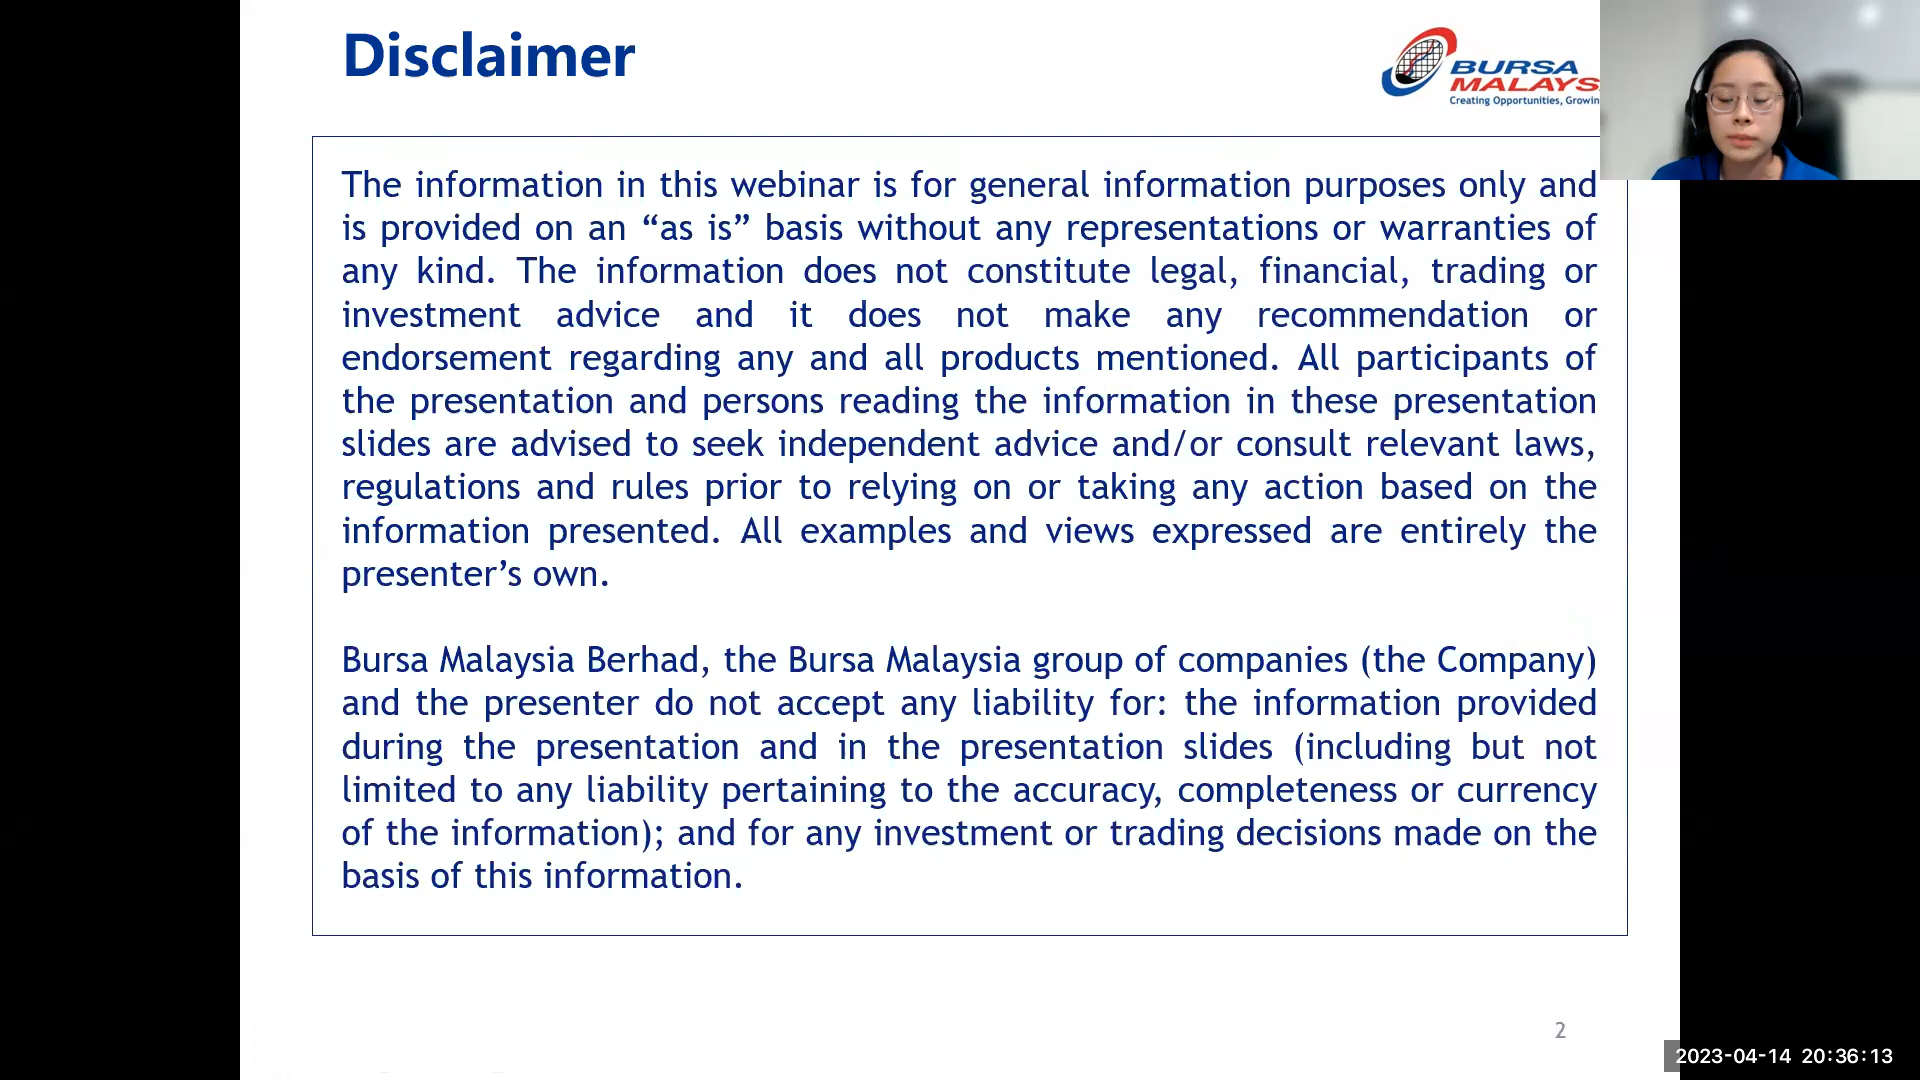 Disclaimer
BURSA
MALAYS
Creating Opportunities, Growin
The information in this webinar is for general information purposes only and
is provided on an “as is” basis without any representations or warranties of
any kind. The information does not constitute legal, financial, trading or
investment advice and it does not make any recommendation or
endorsement regarding any and all products mentioned. All participants of
the presentation and persons reading the information in these presentation
slides are advised to seek independent advice and/or consult relevant laws,
regulations and rules prior to relying on or taking any action based on the
information presented. All examples and views expressed are entirely the
presenter’s own.
Bursa Malaysia Berhad, the Bursa Malaysia group of companies (the Company)
and the presenter do not accept any liability for: the information provided
during the presentation and in the presentation slides (including but not
limited to any liability pertaining to the accuracy, completeness or currency
of the information); and for any investment or trading decisions made on the
basis of this information.
2
2023-04-14 20:36:13